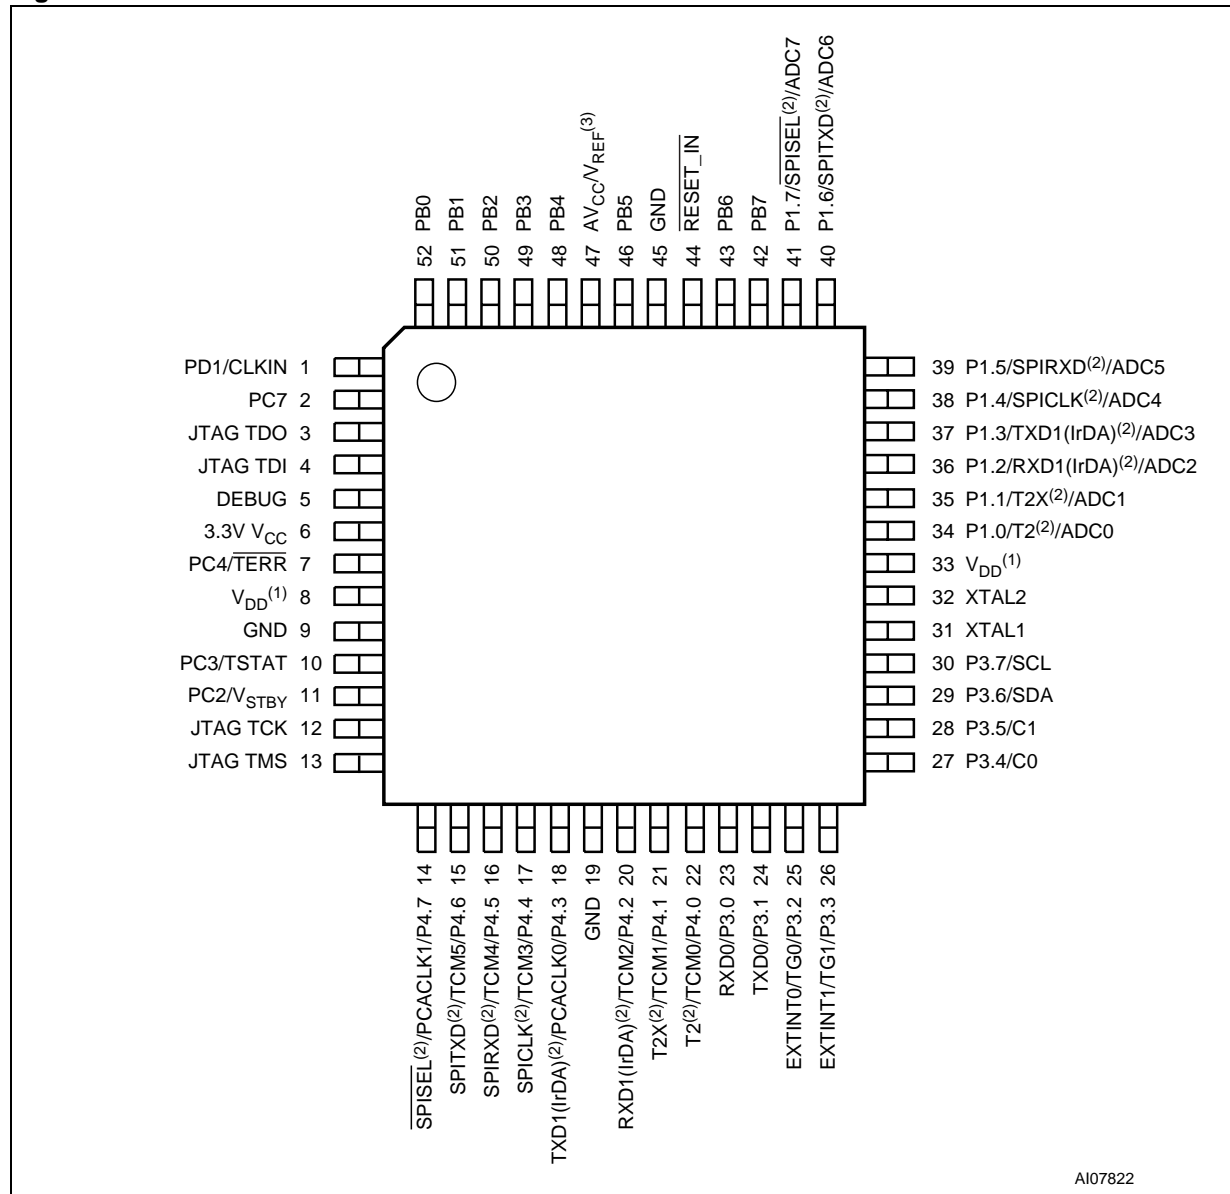 52 PB0
51 PB1
50 PB2
49 PB3
48 PB4
47 AVCC/VREF(3)
46 PB5
45 GND
44 RESET_IN
43 PB6
42 PB7
41 P1.7/SPISEL(2)/ADC7
40 P1.6/SPITXD(2)/ADC6
PD1/CLKIN 1
PC7 2
JTAG TDO 3
JTAG TDI 4
DEBUG 5
3.3V VCC 6
PC4/TERR 7
VDD(1) 8
GND 9
PC3/TSTAT 10
PC2/VSTBY 11
JTAG TCK 12
JTAG TMS 13
39 P1.5/SPIRXD(2)/ADC5
38 P1.4/SPICLK(2)/ADC4
37 P1.3/TXD1(IrDA)(2)/ADC3
36 P1.2/RXD1(IrDA)(2)/ADC2
35 P1.1/T2X(2)/ADC1
34 P1.0/T2(2)/ADC0
33 VDD(1)
32 XTAL2
31 XTAL1
30 P3.7/SCL
29 P3.6/SDA
28 P3.5/C1
27 P3.4/C0
SPISEL(2)/PCACLK1/P4.7 14
SPITXD(2)/TCM5/P4.6 15
SPIRXD(2)/TCM4/P4.5 16
SPICLK(2)/TCM3/P4.4 17
TXD1(IrDA)(2)/PCACLK0/P4.3 18
GND 19
RXD1(IrDA)(2)/TCM2/P4.2 20
T2X(2)/TCM1/P4.1 21
T2(2)/TCM0/P4.0 22
RXD0/P3.0 23
TXD0/P3.1 24
EXTINT0/TG0/P3.2 25
EXTINT1/TG1/P3.3 26
AI07822